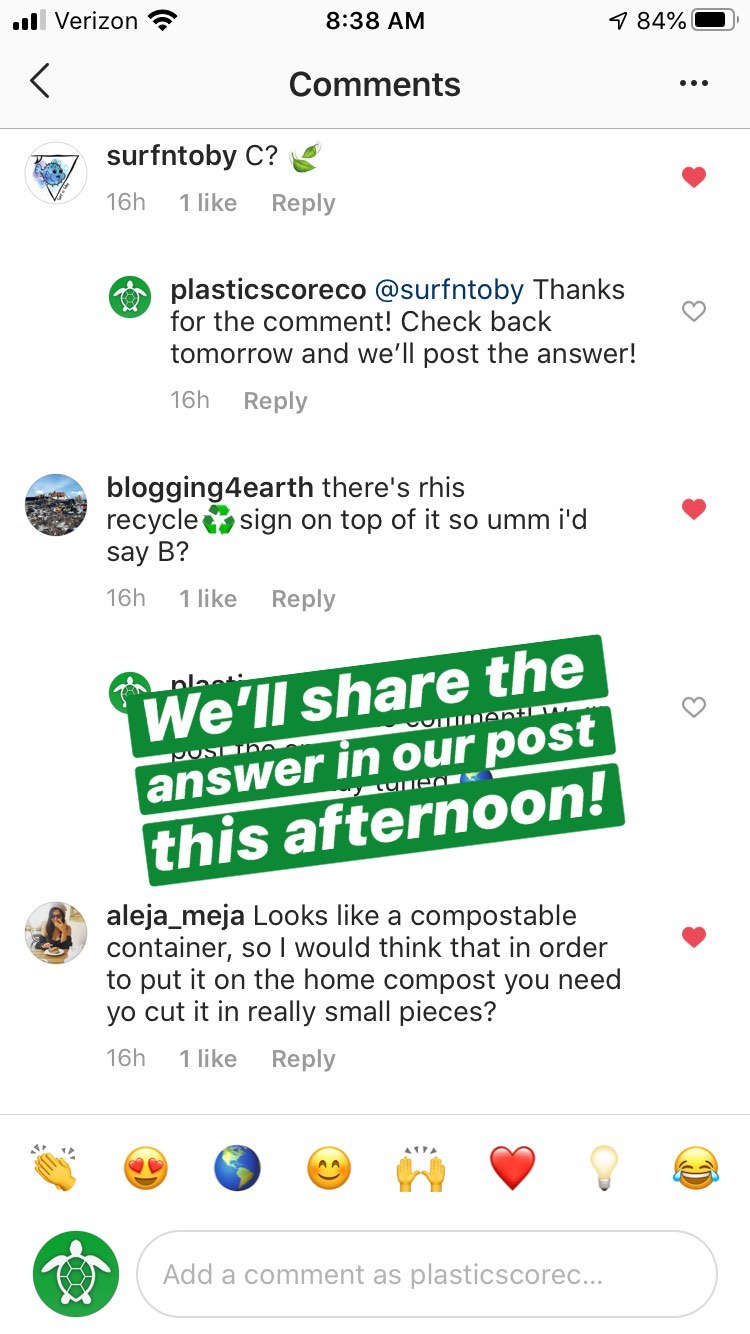 Verizon 8:38 AM 84%
Comments
surfntoby C?
16h 1 like Reply
plasticscoreco @surfntoby Thanks
for the comment! Check back
tomorrow and we’ll post the answer!
16h Reply
blogging4earth there's rhis
recycle♻sign on top of it so umm i'd
say B?
16h 1 like Reply
We’ll share the
answer in our post
this afternoon!
aleja_meja Looks like a compostable
container, so I would think that in order
to put it on the home compost you need
yo cut it in really small pieces?
16h 1 like Reply
Add a comment as plasticscorec...